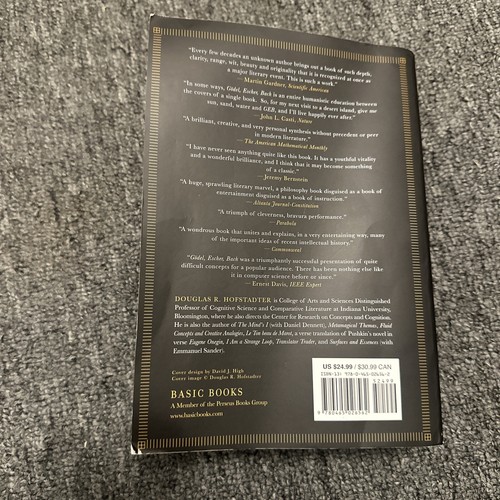 "Every few decades an unknown author brings out a book of such depth,
clarity, range, wit, beauty and originality that it is recognized at once as
a major literary event. This is such a work."
—Martin Gardner, Scientific American
"In some ways, Gödel, Escher, Bach is an entire humanistic education between
the covers of a single book. So, for my next visit to a desert island, give me
sun, sand, water and GEB, and I'll live happily ever after."
—John L. Casti, Nature
"A brilliant, creative, and very personal synthesis without precedent or peer
in modern literature."
—The American Mathematical Monthly
"I have never seen anything quite like this book. It has a youthful vitality
and a wonderful brilliance, and I think that it may become something
of a classic."
—Jeremy Bernstein
"A huge, sprawling literary marvel, a philosophy book disguised as a book of
entertainment disguised as a book of instruction."
—Atlanta Journal-Constitution
"A triumph of cleverness, bravura performance."
—Parabola
"A wondrous book that unites and explains, in a very entertaining way, many
of the important ideas of recent intellectual history."
—Commonweal
"Gödel, Escher, Bach was a triumphantly successful presentation of quite
difficult concepts for a popular audience. There has been nothing else like
it in computer science before or since."
—Ernest Davis, IEEE Expert
DOUGLAS R. HOFSTADTER is College of Arts and Sciences Distinguished
Professor of Cognitive Science and Comparative Literature at Indiana University,
Bloomington, where he also directs the Center for Research on Concepts and Cognition.
He is also the author of The Mind's I (with Daniel Dennett), Metamagical Themas, Fluid
Concepts and Creative Analogies, Le Ton beau de Marot, a verse translation of Pushkin's novel in
verse Eugene Onegin, I Am a Strange Loop, Translator Trader, and Surfaces and Essences (with
Emmanuel Sander).
Cover design by David J. High
Cover image © Douglas R. Hofstadter
BASIC BOOKS
A Member of the Perseus Books Group
www.basicbooks.com
US $24.99 / $30.99 CAN
ISBN-13: 978-0-465-02656-2
52499
9 780465 026562